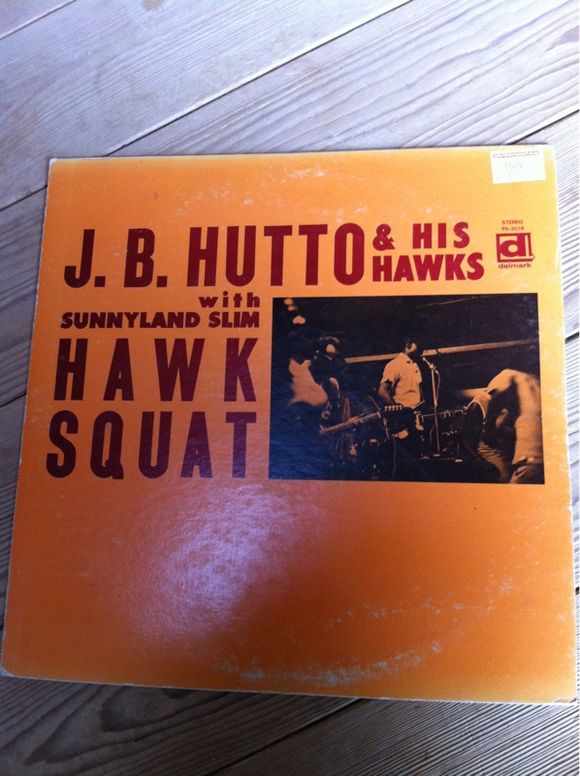 J. B. HUTTO & HIS HAWKS
with
SUNNYLAND SLIM
HAWK
SQUAT
STEREO
d
delmark